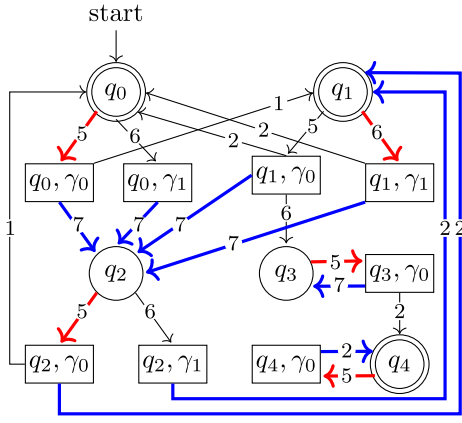 start
q₀ q₁
5 6 1 2 2 5 6
q₀, γ₀ q₀, γ₁ q₁, γ₀ q₁, γ₁
7 7 7 6 7 2 2
1
q₂ q₃ 5 7 q₃, γ₀
5 6 2
q₂, γ₀ q₂, γ₁ q₄, γ₀ 2 5 q₄